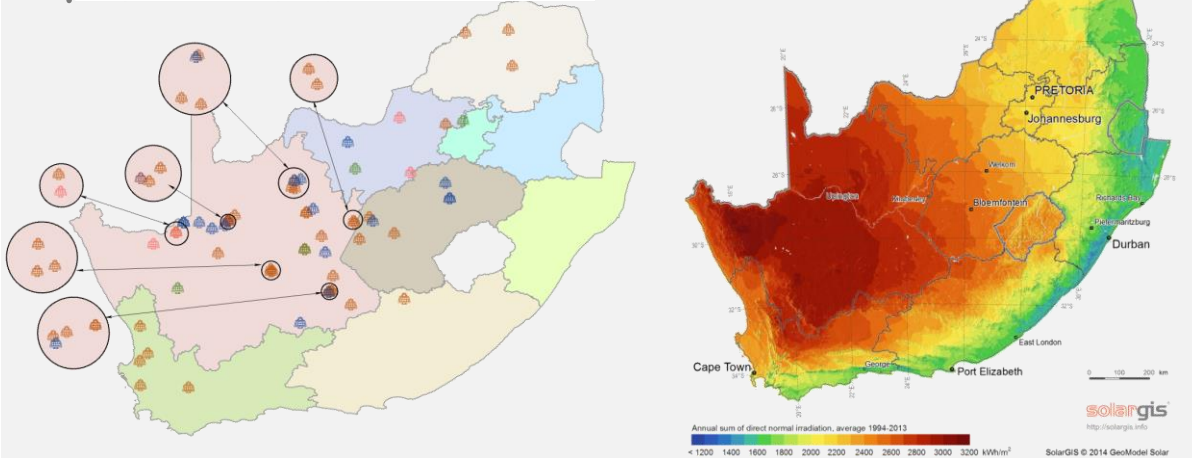 PRETORIA
Johannesburg
Welkom
Upington
Kimberley
Bloemfontein
Richards Bay
Pietermaritzburg
Durban
East London
Cape Town
George
Port Elizabeth
0 100 200 km
solargis
http://solargis.info
Annual sum of direct normal irradiation, average 1994-2013
< 1200 1400 1600 1800 2000 2200 2400 2600 2800 3000 3200 kWh/m²
SolarGIS © 2014 GeoModel Solar